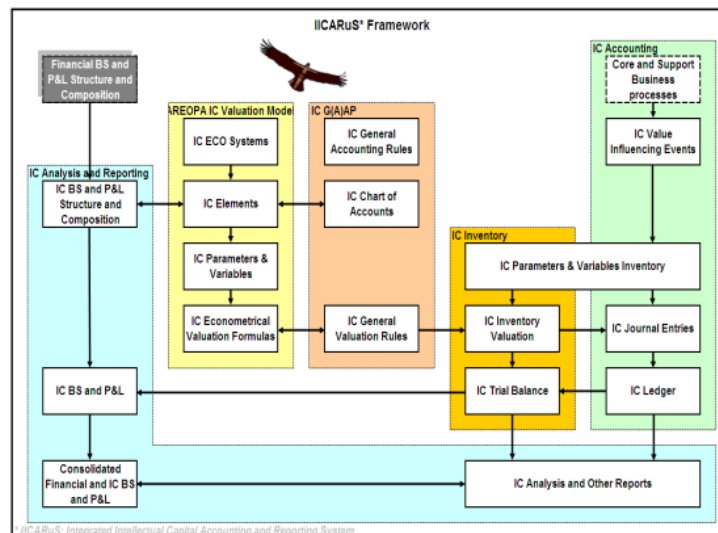 IICARuS* Framework
Financial BS and
P&L Structure and
Composition
IC Accounting
Core and Support
Business
processes
AREOPA IC Valuation Model
IC G(A)AP
IC ECO Systems
IC General
Accounting Rules
IC Value
Influencing Events
IC Analysis and Reporting
IC BS and P&L
Structure and
Composition
IC Elements
IC Chart of
Accounts
IC Inventory
IC Parameters &
Variables
IC Parameters & Variables Inventory
IC Econometrical
Valuation Formulas
IC General
Valuation Rules
IC Inventory
Valuation
IC Journal Entries
IC BS and P&L
IC Trial Balance
IC Ledger
Consolidated
Financial and IC BS
and P&L
IC Analysis and Other Reports
* IICARuS: Integrated Intellectual Capital Accounting and Reporting System